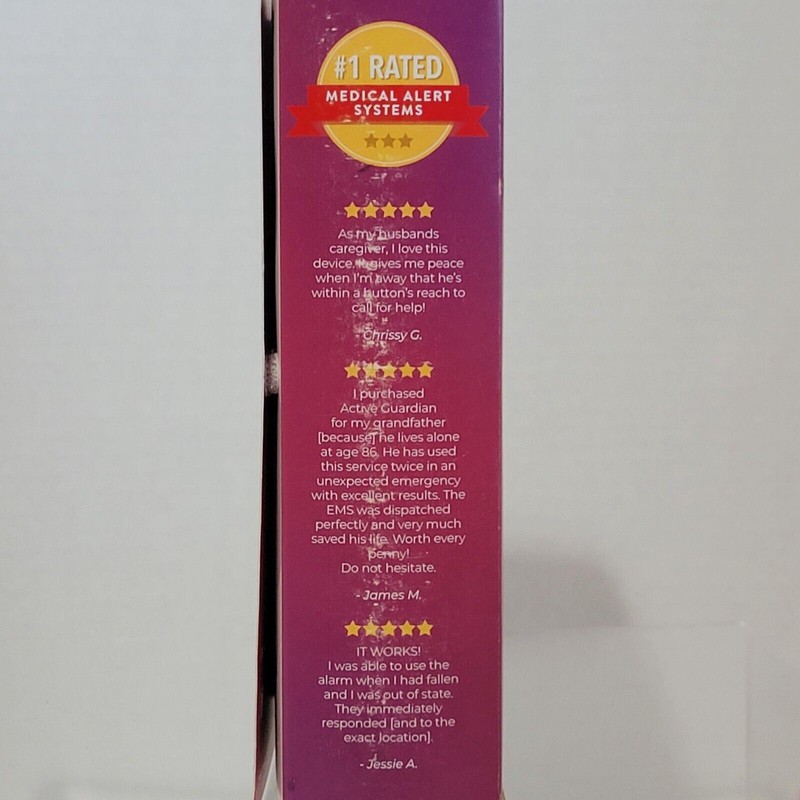 #1 RATED
MEDICAL ALERT
SYSTEMS
As my husbands
caregiver, I love this
device. It gives me peace
when I'm away that he's
within a button's reach to
call for help!
- Chrissy G.
I purchased
Active Guardian
for my grandfather
[because] he lives alone
at age 86. He has used
this service twice in an
unexpected emergency
with excellent results. The
EMS was dispatched
perfectly and very much
saved his life. Worth every
penny!
Do not hesitate.
- James M.
IT WORKS!
I was able to use the
alarm when I had fallen
and I was out of state.
They immediately
responded [and to the
exact location].
- Jessie A.